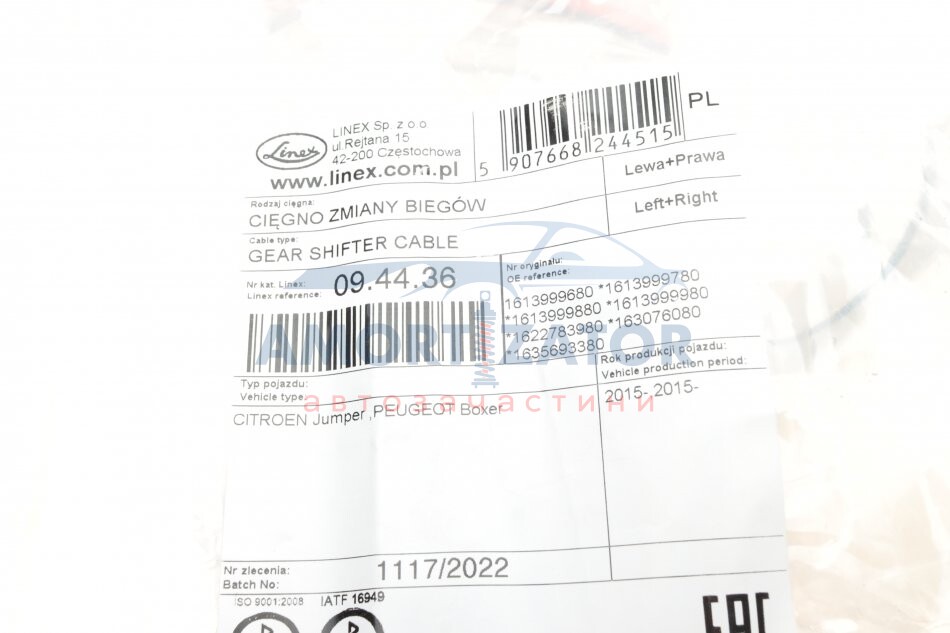 Linex
LINEX Sp. z o.o.
ul.Rejtana 15
42-200 Częstochowa
www.linex.com.pl
5 907668 244515
PL
Rodzaj cięgna:
CIĘGNO ZMIANY BIEGÓW
Lewa+Prawa
Cable type:
GEAR SHIFTER CABLE
Left+Right
Nr kat. Linex:
Linex reference:
09.44.36
Nr oryginału:
OE reference:
1613999680 *1613999780
*1613999880 *1613999980
*1622783980 *163076080
*1635693380
AMORTIZATOR
автозапчастини
Typ pojazdu:
Vehicle type:
CITROEN Jumper ,PEUGEOT Boxer
Rok produkcji pojazdu:
Vehicle production period:
2015-,2015-
Nr zlecenia:
Batch No:
1117/2022
ISO 9001:2008
IATF 16949
EAC